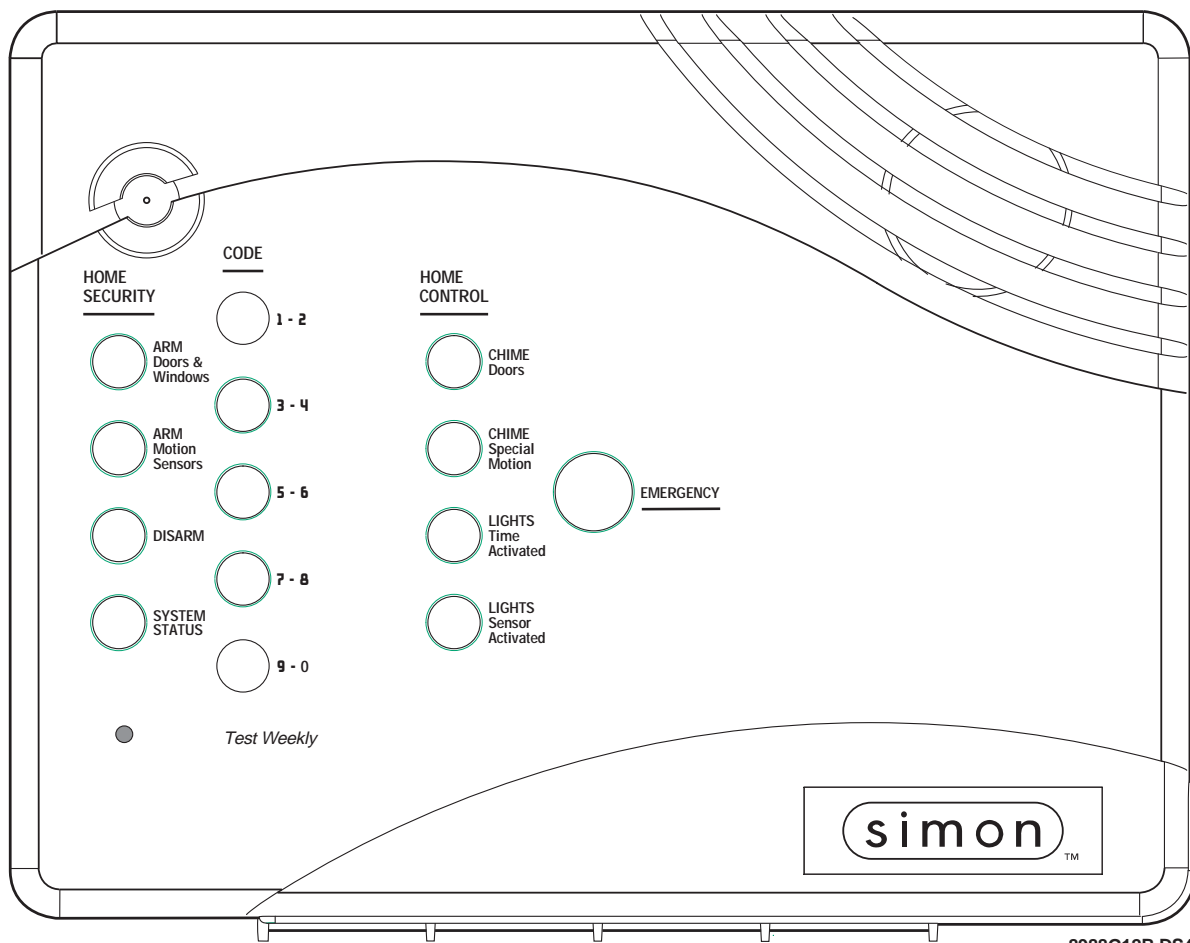 CODE
HOME
SECURITY
1 - 2
ARM
Doors &
Windows
3 - 4
ARM
Motion
Sensors
5 - 6
DISARM
7 - 8
SYSTEM
STATUS
9 - 0
Test Weekly
HOME
CONTROL
CHIME
Doors
CHIME
Special
Motion
LIGHTS
Time
Activated
LIGHTS
Sensor
Activated
EMERGENCY
simon
TM